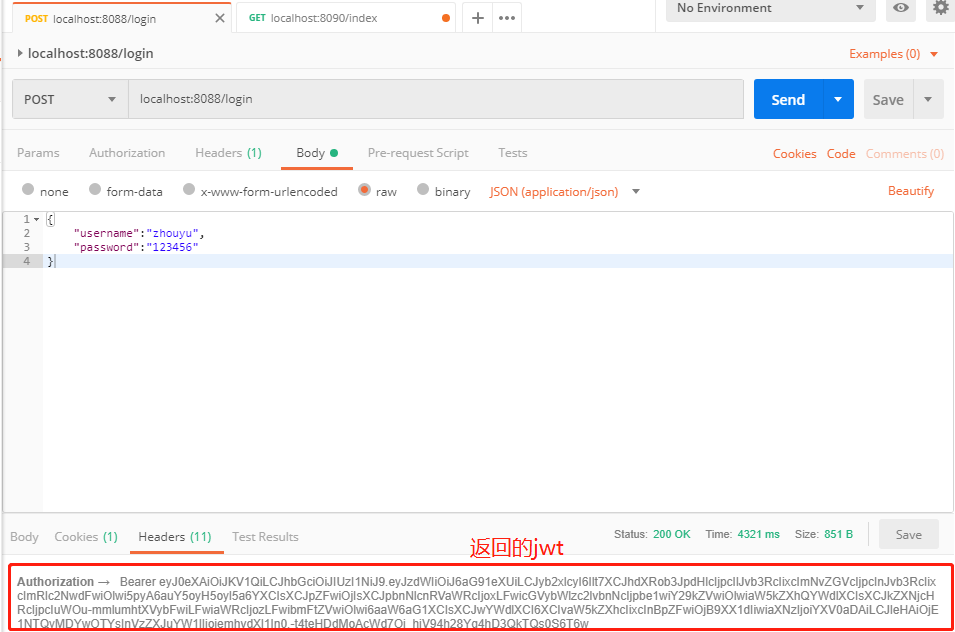 POST localhost:8088/login
GET localhost:8090/index
No Environment
localhost:8088/login
Examples (0)
POST
localhost:8088/login
Send
Save
Params
Authorization
Headers (1)
Body
Pre-request Script
Tests
Cookies
Code
Comments (0)
none
form-data
x-www-form-urlencoded
raw
binary
JSON (application/json)
Beautify
1 {
2 "username":"zhouyu",
3 "password":"123456"
4 }
Body
Cookies (1)
Headers (11)
Test Results
Status: 200 OK
Time: 4321 ms
Size: 851 B
Save
返回的jwt
Authorization → Bearer